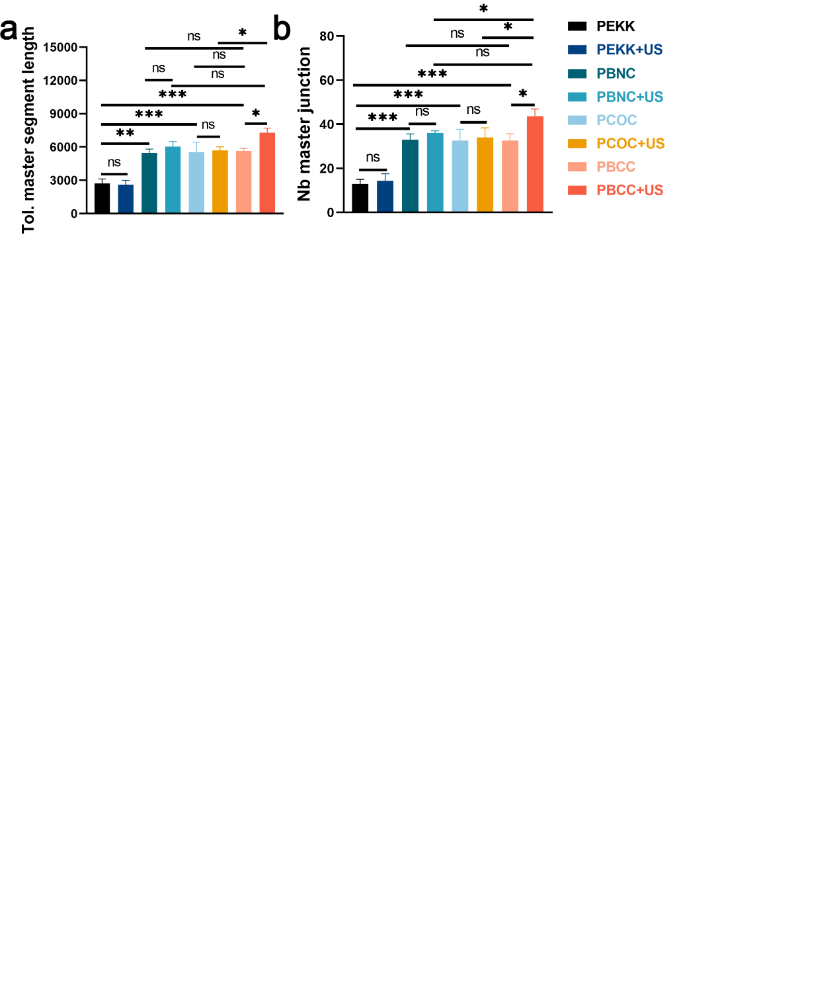 a
Tol. master segment length
15000
12000
9000
6000
3000
0
ns
*
ns
ns
ns
***
***
*
ns
**
ns
b
Nb master junction
80
60
40
20
0
*
*
ns
ns
***
***
*
ns
ns
***
ns
PEKK
PEKK+US
PBNC
PBNC+US
PCOC
PCOC+US
PBCC
PBCC+US